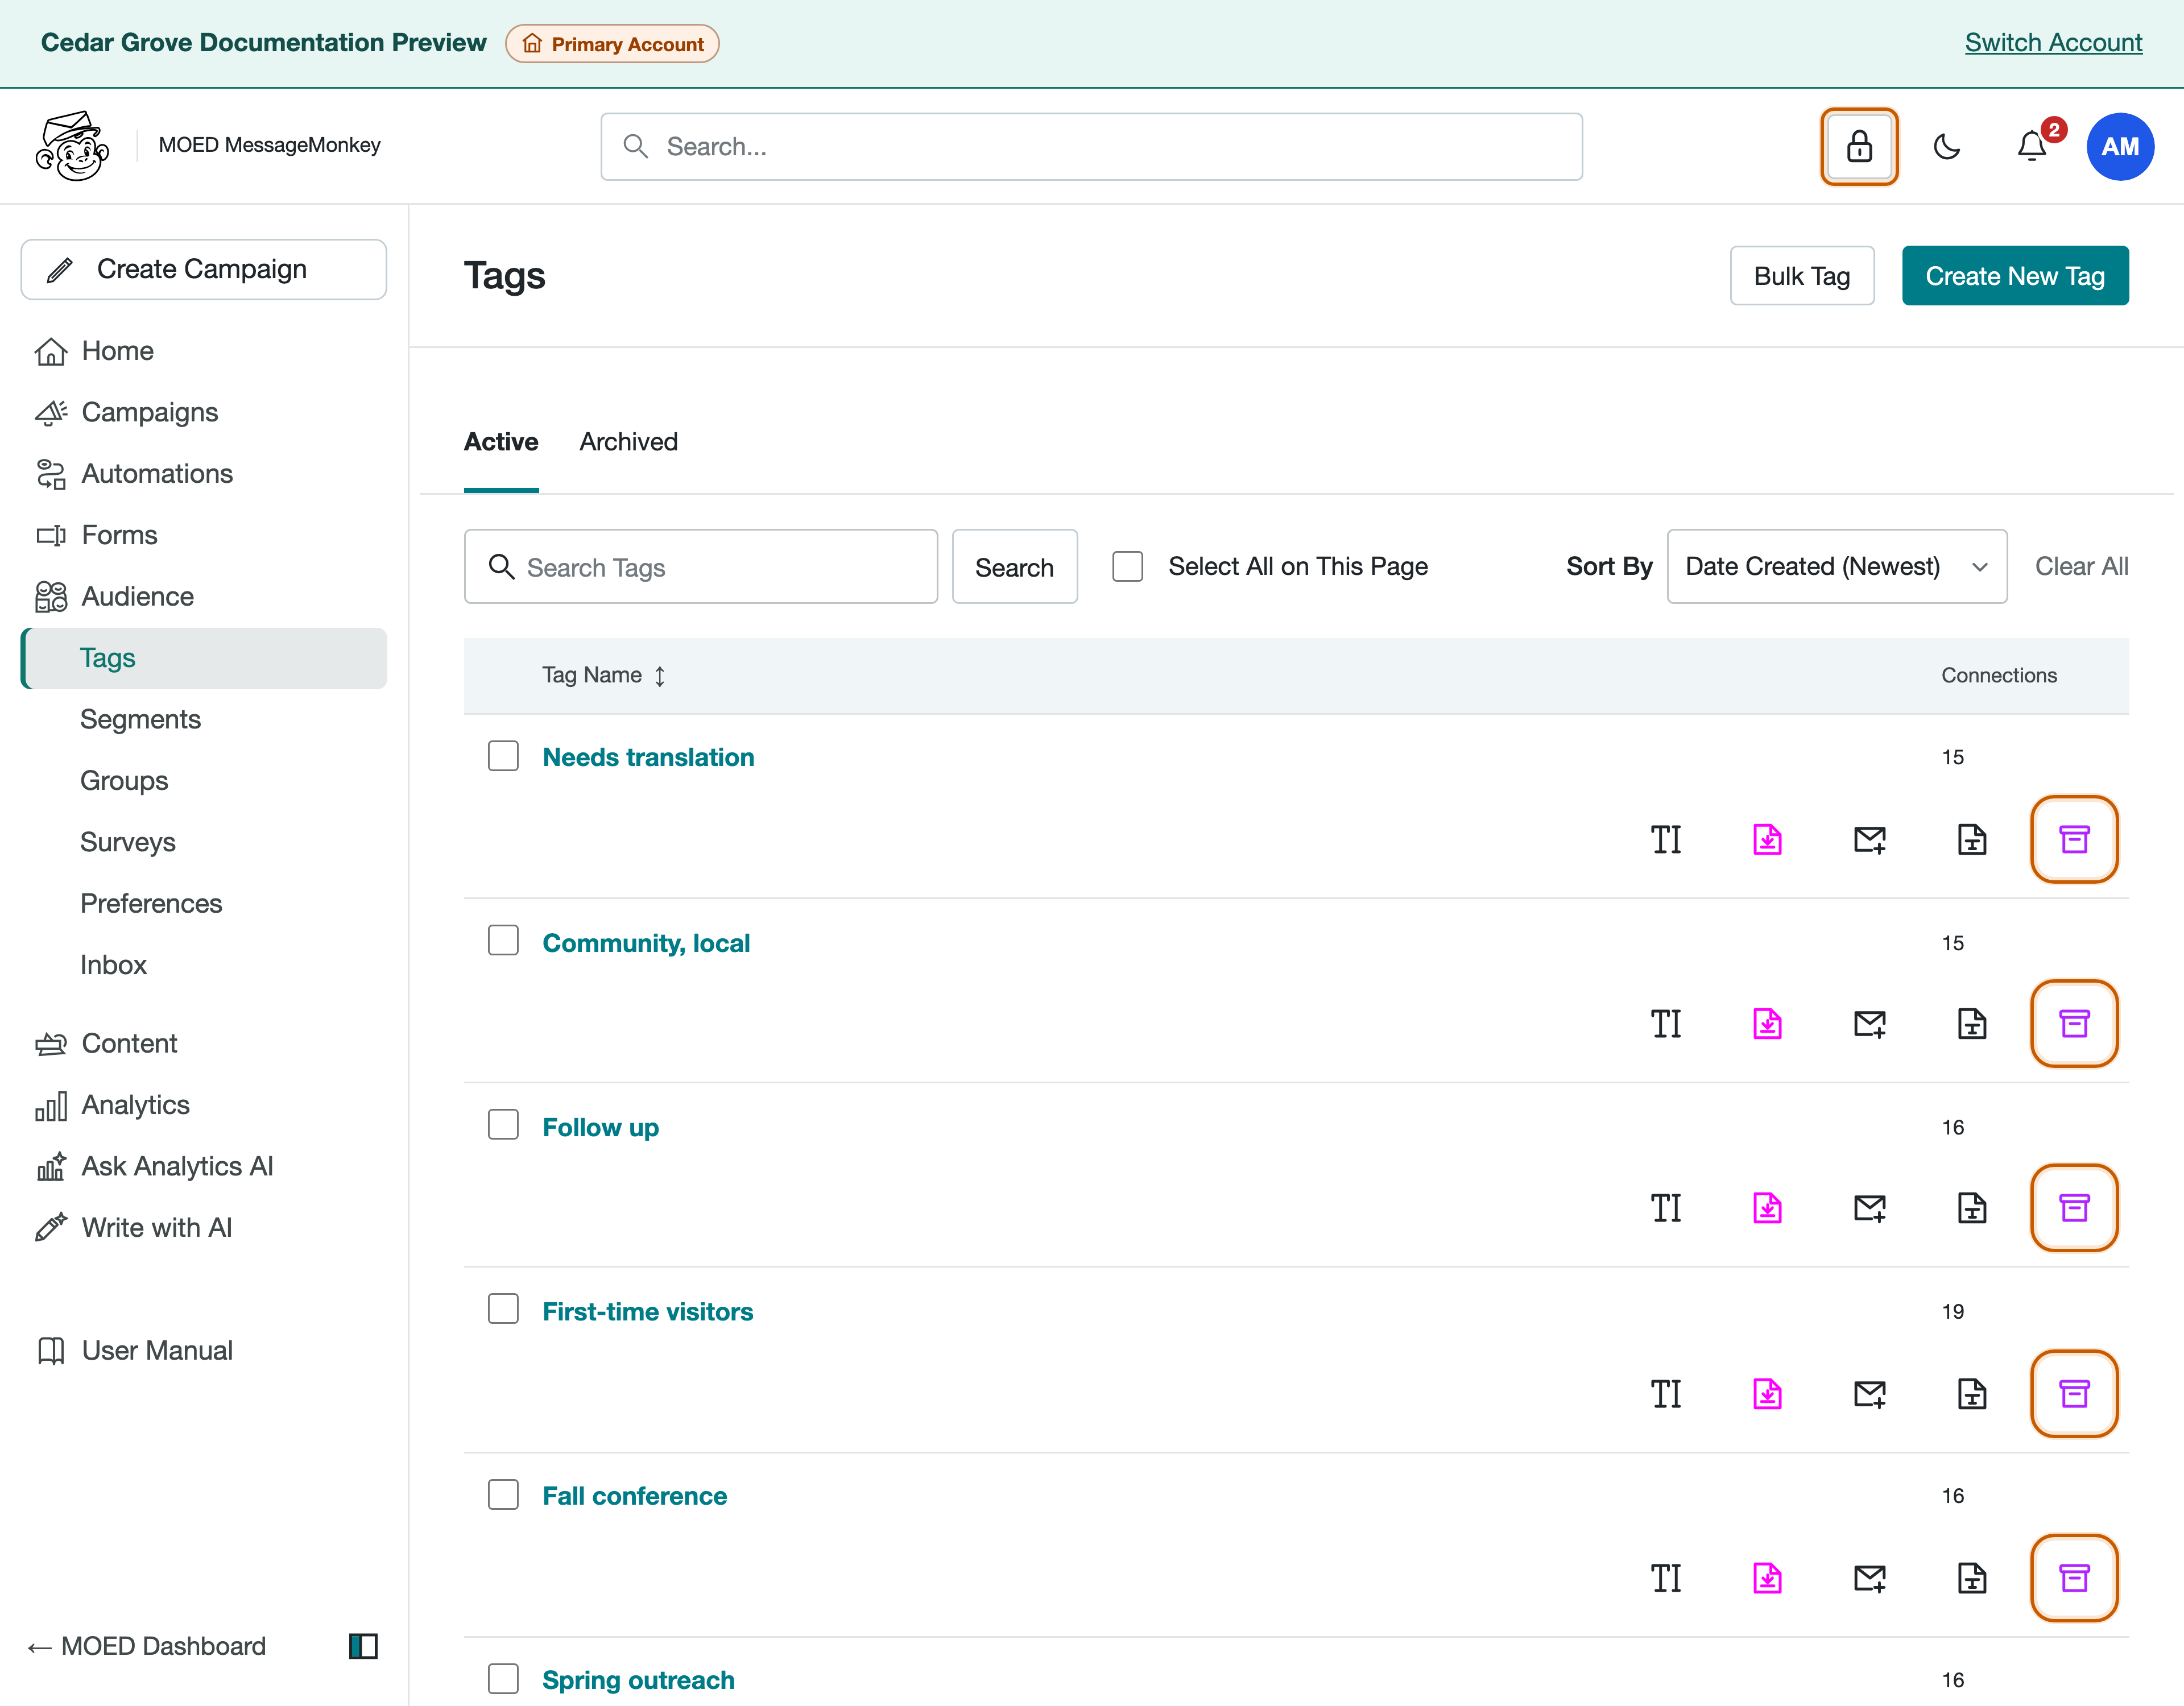 Cedar Grove Documentation Preview
Primary Account
Switch Account
MOED MessageMonkey
Search...
2
AM
Create Campaign
Home
Campaigns
Automations
Forms
Audience
Tags
Segments
Groups
Surveys
Preferences
Inbox
Content
Analytics
Ask Analytics AI
Write with AI
User Manual
← MOED Dashboard
Tags
Bulk Tag
Create New Tag
Active
Archived
Search Tags
Search
Select All on This Page
Sort By
Date Created (Newest)
Clear All
Tag Name
Connections
Needs translation
15
Community, local
15
Follow up
16
First-time visitors
19
Fall conference
16
Spring outreach
16